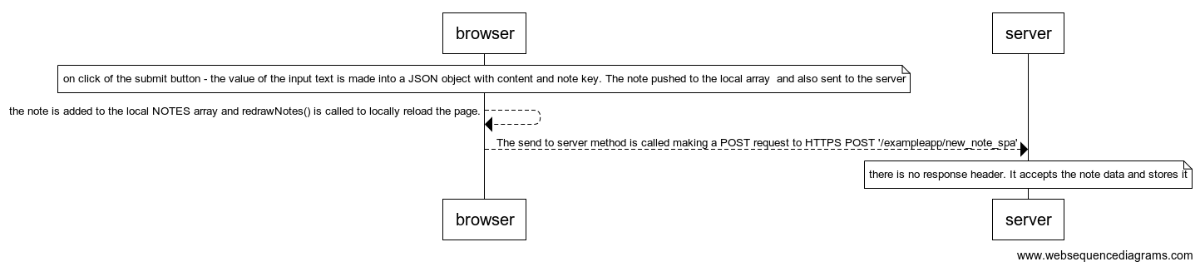 browser server
on click of the submit button - the value of the input text is made into a JSON object with content and note key. The note pushed to the local array and also sent to the server
the note is added to the local NOTES array and redrawNotes() is called to locally reload the page.
The send to server method is called making a POST request to HTTPS POST '/exampleapp/new_note_spa'
there is no response header. It accepts the note data and stores it
browser server
www.websequencediagrams.com